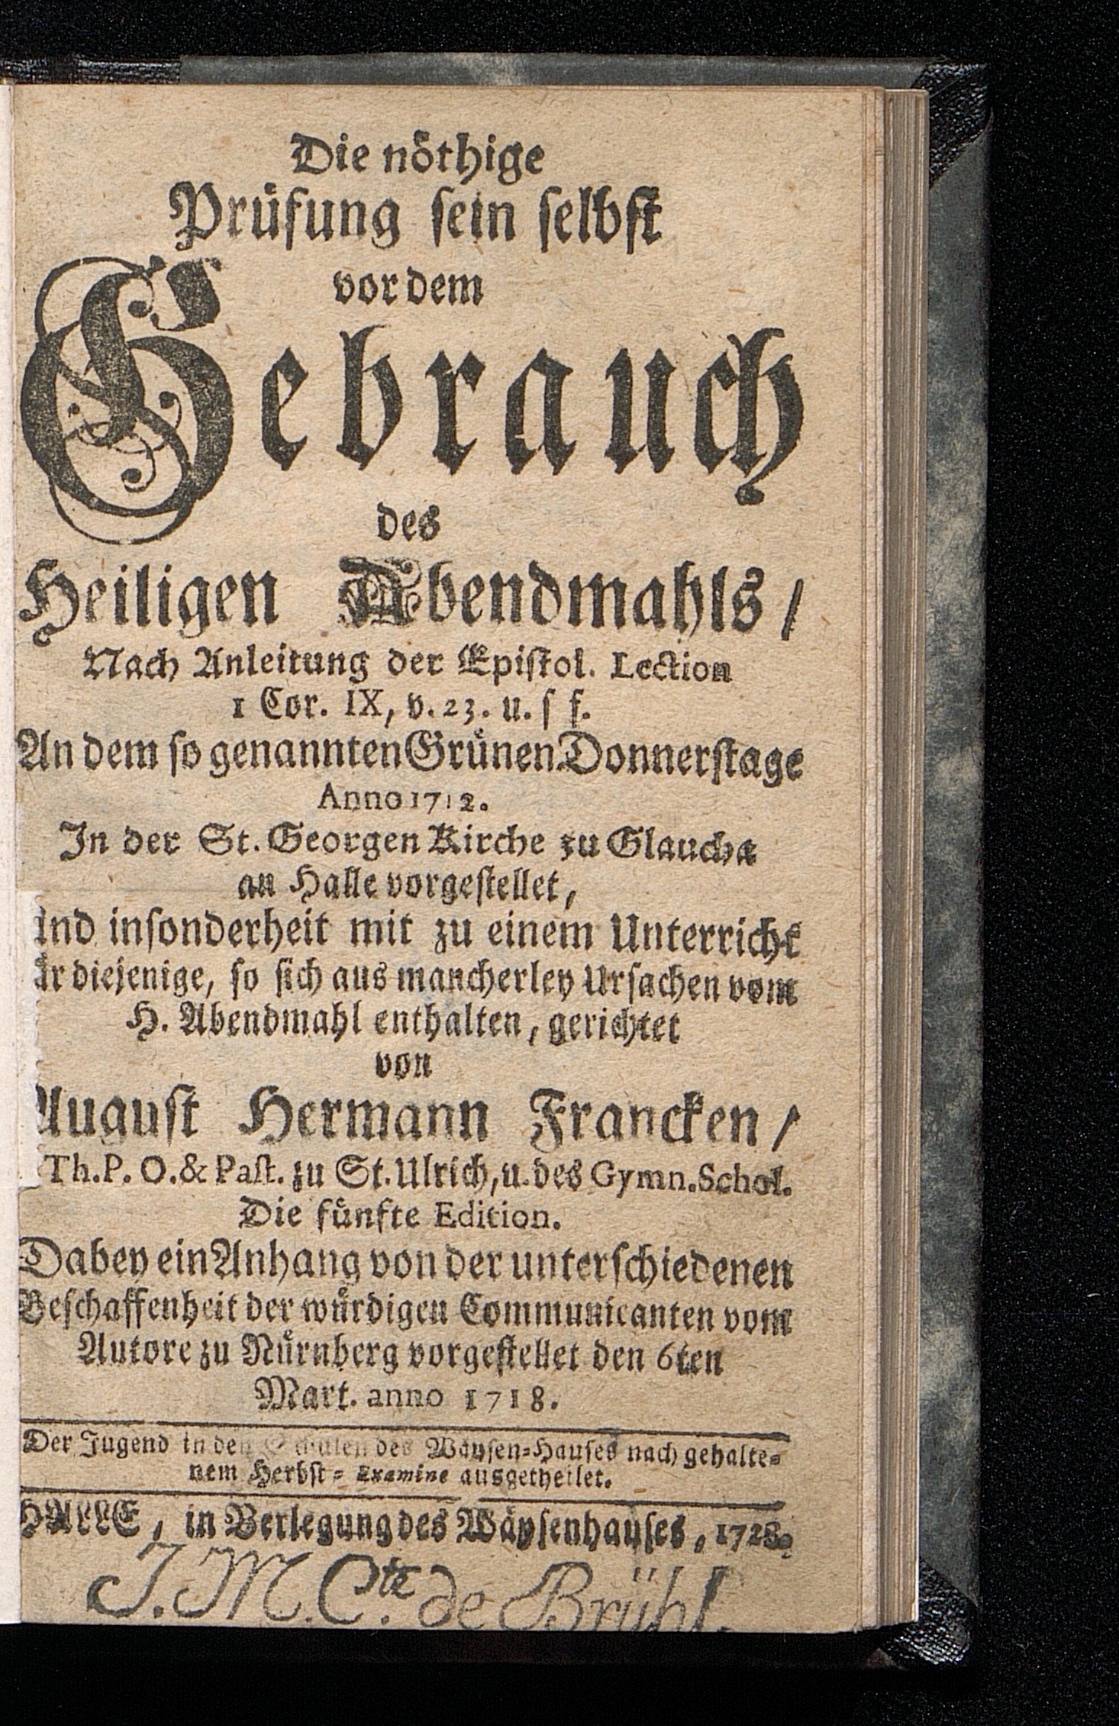 Die nöthige
Prüfung sein selbst
vor dem
Gebrauch
des
Heiligen Abendmahls /
Nach Anleitung der Epistol. Lection
1 Cor. IX, v. 23. u. s f.
An dem so genannten Grünen-Donnerstage
Anno 1712.
In der St. Georgen Kirche zu Glaucha
an Halle vorgestellet,
Und insonderheit mit zu einem Unterricht
ür diejenige, so sich aus mancherley Ursachen vom
H. Abendmahl enthalten, gerichtet
von
August Hermann Francken /
Th. P. O. & Past. zu St. Ulrich, u. des Gymn. Schol.
Die fünfte Edition.
Dabey ein Anhang von der unterschiedenen
Beschaffenheit der würdigen Communicanten vom
Autore zu Nürnberg vorgestellet den 6ten
Mart. anno 1718.
Der Jugend in den Schulen des Wäysen-Hauses nach gehalte-
nem Herbst-Examine ausgetheilet.
HALLE, in Verlegung des Wäysenhauses, 1728.
J. M. C.te de Brühl.